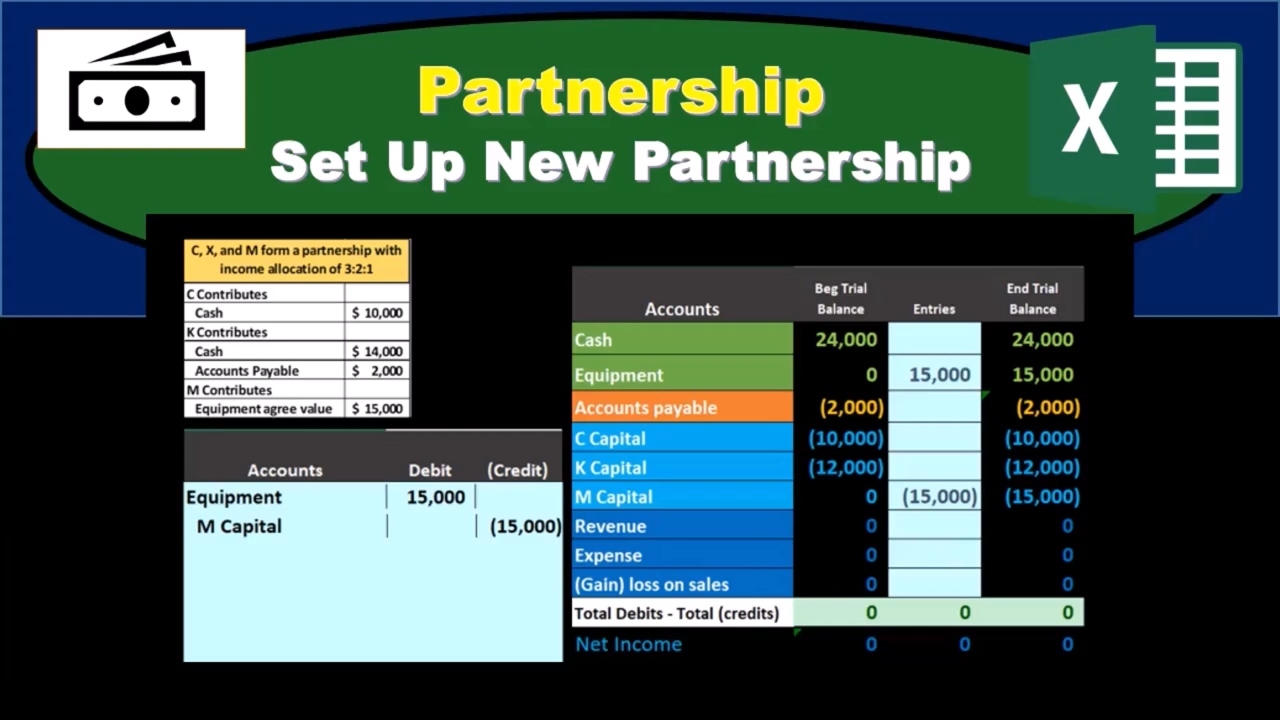 Partnership
Set Up New Partnership
X
C, X, and M form a partnership with
income allocation of 3:2:1
C Contributes
Cash $ 10,000
K Contributes
Cash $ 14,000
Accounts Payable $ 2,000
M Contributes
Equipment agree value $ 15,000
Accounts Debit (Credit)
Equipment 15,000
M Capital (15,000)
Accounts Beg Trial Balance Entries End Trial Balance
Cash 24,000 24,000
Equipment 0 15,000 15,000
Accounts payable (2,000) (2,000)
C Capital (10,000) (10,000)
K Capital (12,000) (12,000)
M Capital 0 (15,000) (15,000)
Revenue 0 0
Expense 0 0
(Gain) loss on sales 0 0
Total Debits - Total (credits) 0 0 0
Net Income 0 0 0